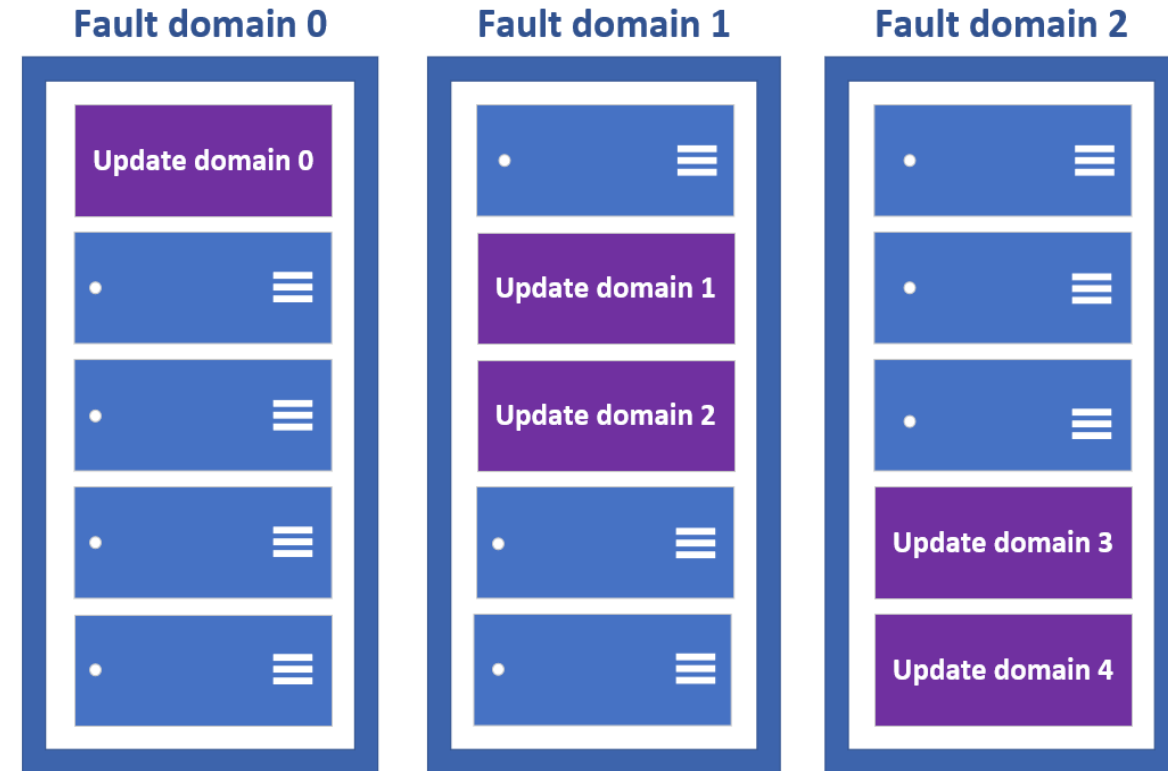 Fault domain 0
Fault domain 1
Fault domain 2
Update domain 0
Update domain 1
Update domain 2
Update domain 3
Update domain 4